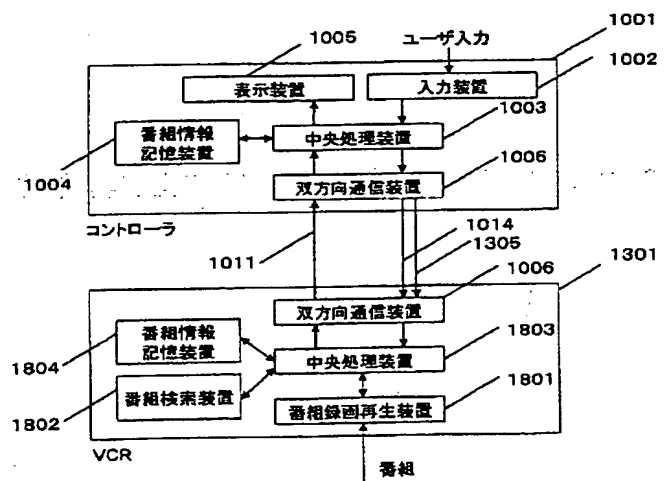 1005
ユーザ入力
1001
1002
表示装置
入力装置
1003
番組情報
記憶装置
中央処理装置
1006
1004
双方向通信装置
コントローラ
1014
1305
1011
1301
1006
双方向通信装置
番組情報
記憶装置
1803
1804
中央処理装置
1801
番組検索装置
1802
番組録画再生装置
VCR
番組